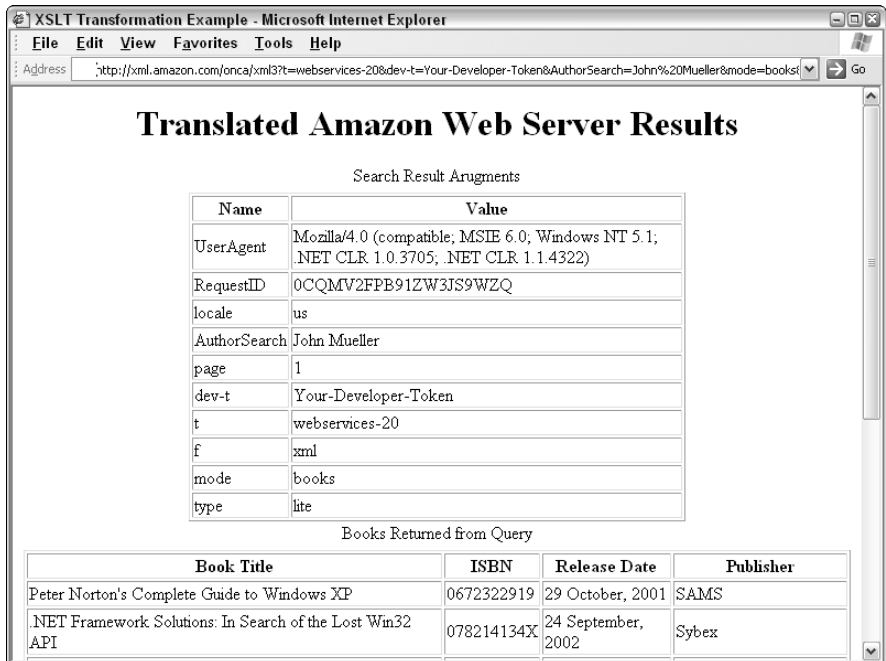 XSLT Transformation Example - Microsoft Internet Explorer
File Edit View Favorites Tools Help
Address http://xml.amazon.com/onca/xml3?t=webservices-20&dev-t=Your-Developer-Token&AuthorSearch=John%20Mueller&mode=books& Go
Translated Amazon Web Server Results
Search Result Arugments
Name Value
UserAgent Mozilla/4.0 (compatible; MSIE 6.0; Windows NT 5.1;
.NET CLR 1.0.3705; .NET CLR 1.1.4322)
RequestID 0CQMV2FPB91ZW3JS9WZQ
locale us
AuthorSearch John Mueller
page 1
dev-t Your-Developer-Token
t webservices-20
f xml
mode books
type lite
Books Returned from Query
Book Title ISBN Release Date Publisher
Peter Norton's Complete Guide to Windows XP 0672322919 29 October, 2001 SAMS
.NET Framework Solutions: In Search of the Lost Win32
API 078214134X 24 September,
2002 Sybex